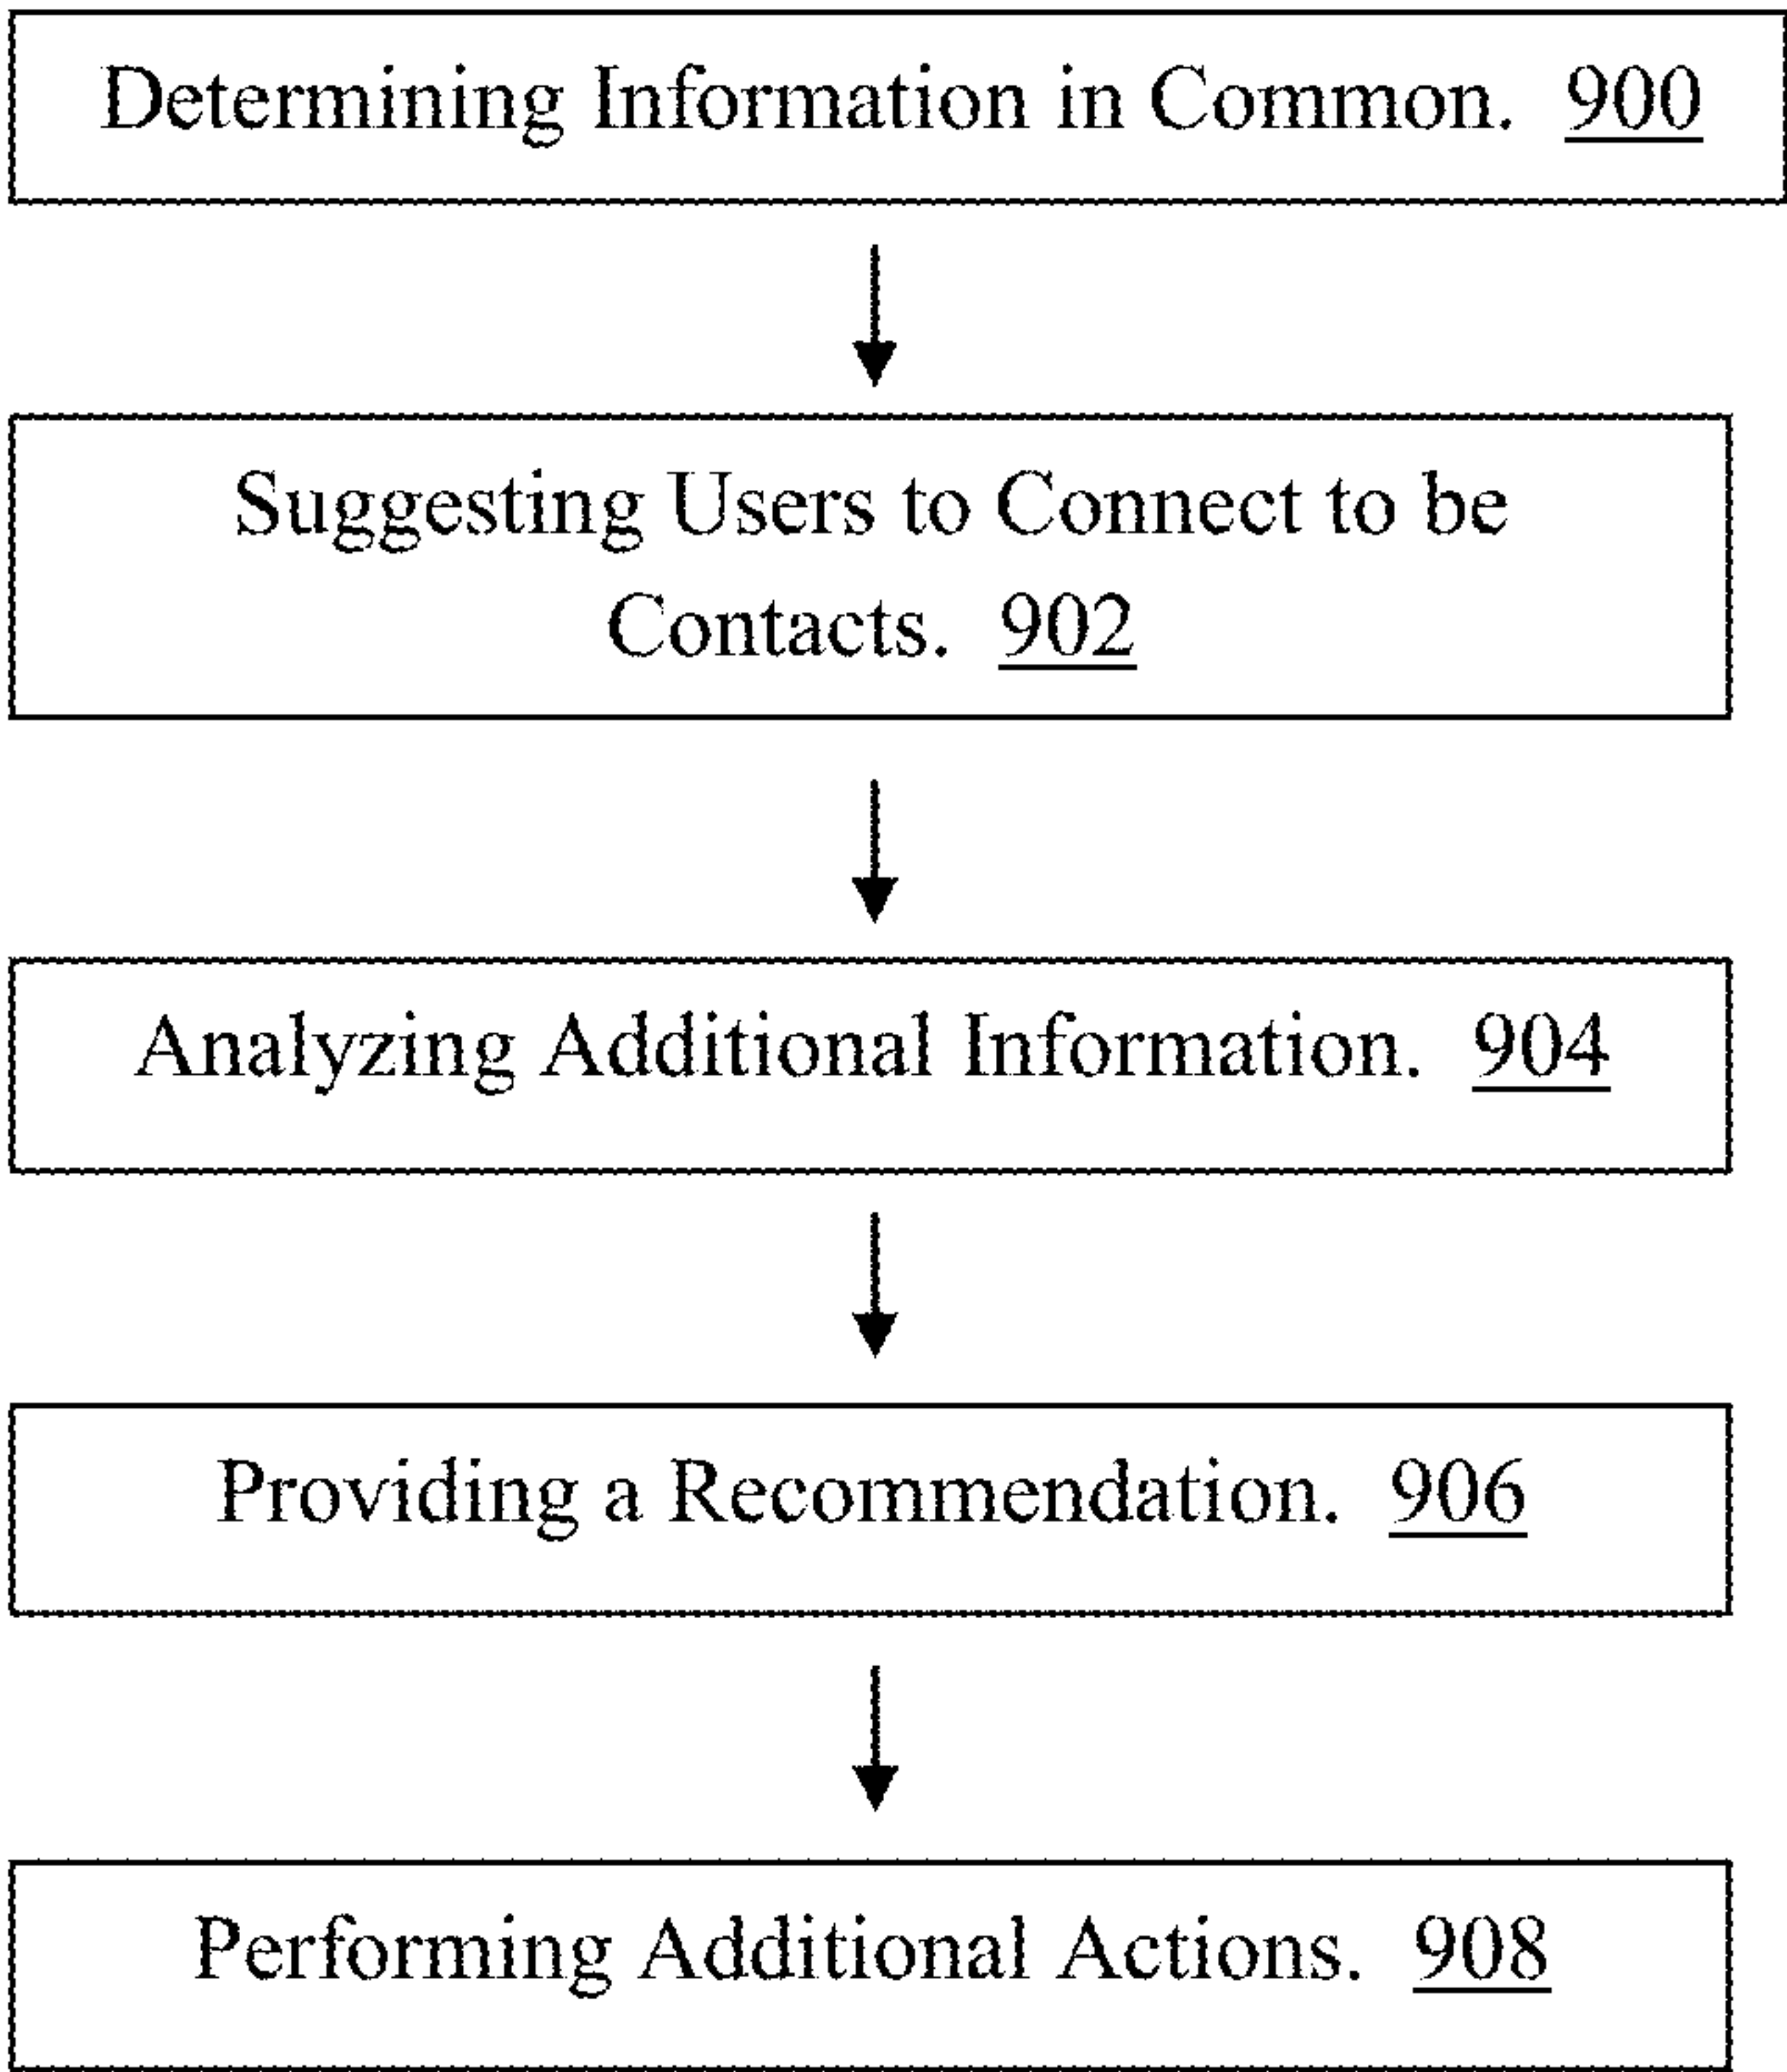 Determining Information in Common. 900
Suggesting Users to Connect to be
Contacts. 902
Analyzing Additional Information. 904
Providing a Recommendation. 906
Performing Additional Actions. 908